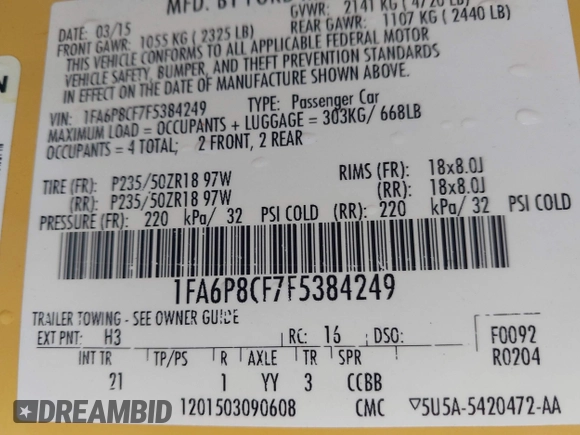 MFD. BY FORD
DATE: 03/15 GVWR: 2141 KG ( 4720 LB)
FRONT GAWR: 1055 KG ( 2325 LB) REAR GAWR: 1107 KG ( 2440 LB)
THIS VEHICLE CONFORMS TO ALL APPLICABLE FEDERAL MOTOR
VEHICLE SAFETY, BUMPER, AND THEFT PREVENTION STANDARDS
IN EFFECT ON THE DATE OF MANUFACTURE SHOWN ABOVE.
VIN: 1FA6P8CF7F5384249 TYPE: Passenger Car
MAXIMUM LOAD = OCCUPANTS + LUGGAGE = 303KG/ 668LB
OCCUPANTS = 4 TOTAL; 2 FRONT, 2 REAR
TIRE (FR): P235/50ZR18 97W RIMS (FR): 18x8.0J
(RR): P235/50ZR18 97W (RR): 18x8.0J
PRESSURE (FR): 220 kPa/ 32 PSI COLD (RR): 220 kPa/ 32 PSI COLD
1FA6P8CF7F5384249
TRAILER TOWING - SEE OWNER GUIDE
EXT PNT: H3 RC: 16 DSO: F0092
INT TR TP/PS R AXLE TR SPR R0204
21 1 YY 3 CCBB
1201503090608 CMC ▽5U5A-5420472-AA
DREAMBID